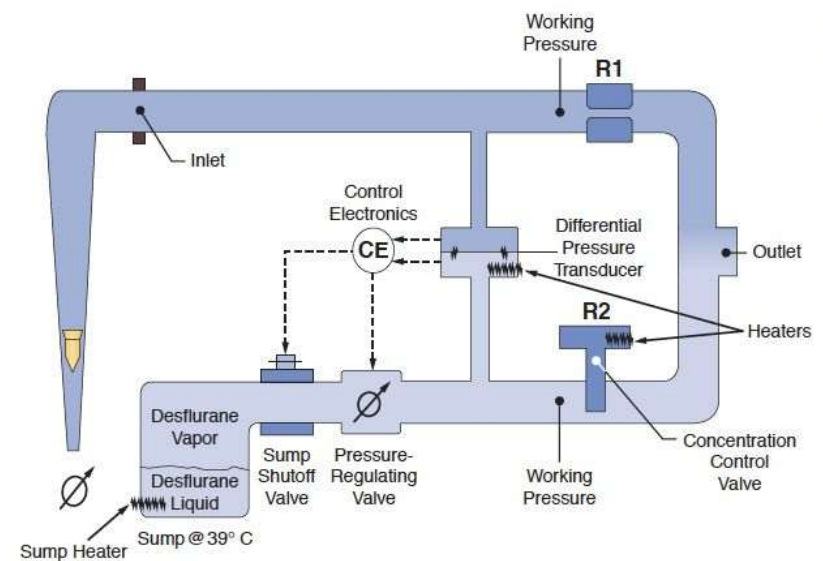 Working
Pressure
R1
Inlet
Control
Electronics
CE
Differential
Pressure
Transducer
Outlet
R2
Heaters
Desflurane
Vapor
Desflurane
Liquid
Sump
Shutoff
Valve
Pressure-
Regulating
Valve
Working
Pressure
Concentration
Control
Valve
Sump Heater
Sump @ 39° C